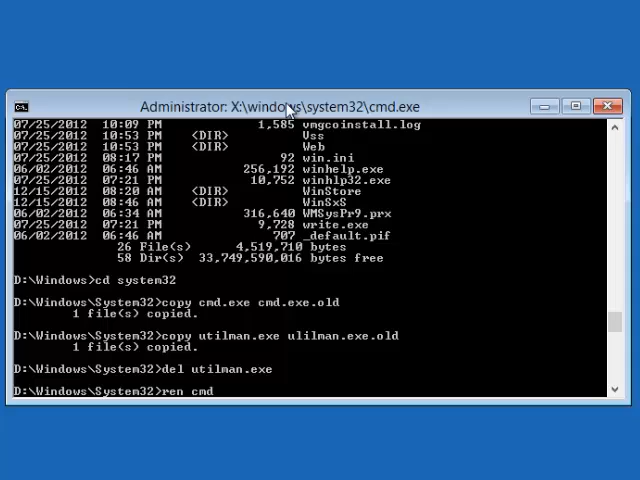 Administrator: X:\windows\system32\cmd.exe
07/25/2012  10:09 PM             1,585 vmgcoinstall.log
07/25/2012  10:53 PM    <DIR>          Vss
07/25/2012  10:53 PM    <DIR>          Web
07/25/2012  08:17 PM                92 win.ini
06/02/2012  06:46 AM           256,192 winhelp.exe
07/25/2012  07:21 PM            10,752 winhlp32.exe
12/15/2012  08:20 AM    <DIR>          WinStore
12/15/2012  08:46 AM    <DIR>          WinSxS
06/02/2012  06:34 AM           316,640 WMSysPr9.prx
07/25/2012  07:21 PM             9,728 write.exe
06/02/2012  06:46 AM               707 _default.pif
26 File(s)      4,519,710 bytes
58 Dir(s)  33,749,590,016 bytes free
D:\Windows>cd system32
D:\Windows\System32>copy cmd.exe cmd.exe.old
1 file(s) copied.
D:\Windows\System32>copy utilman.exe ulilman.exe.old
1 file(s) copied.
D:\Windows\System32>del utilman.exe
D:\Windows\System32>ren cmd